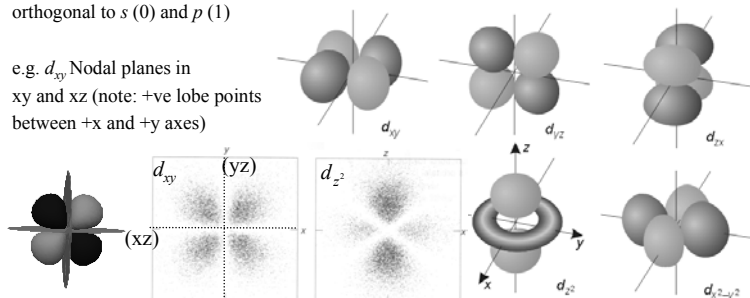 orthogonal to s (0) and p (1)
e.g. dxy Nodal planes in
xy and xz (note: +ve lobe points
between +x and +y axes)
dxy
dyz
dzx
y
dxy
(yz)
x
(xz)
z
dz²
x
z
y
x
dz²
dx²–y²